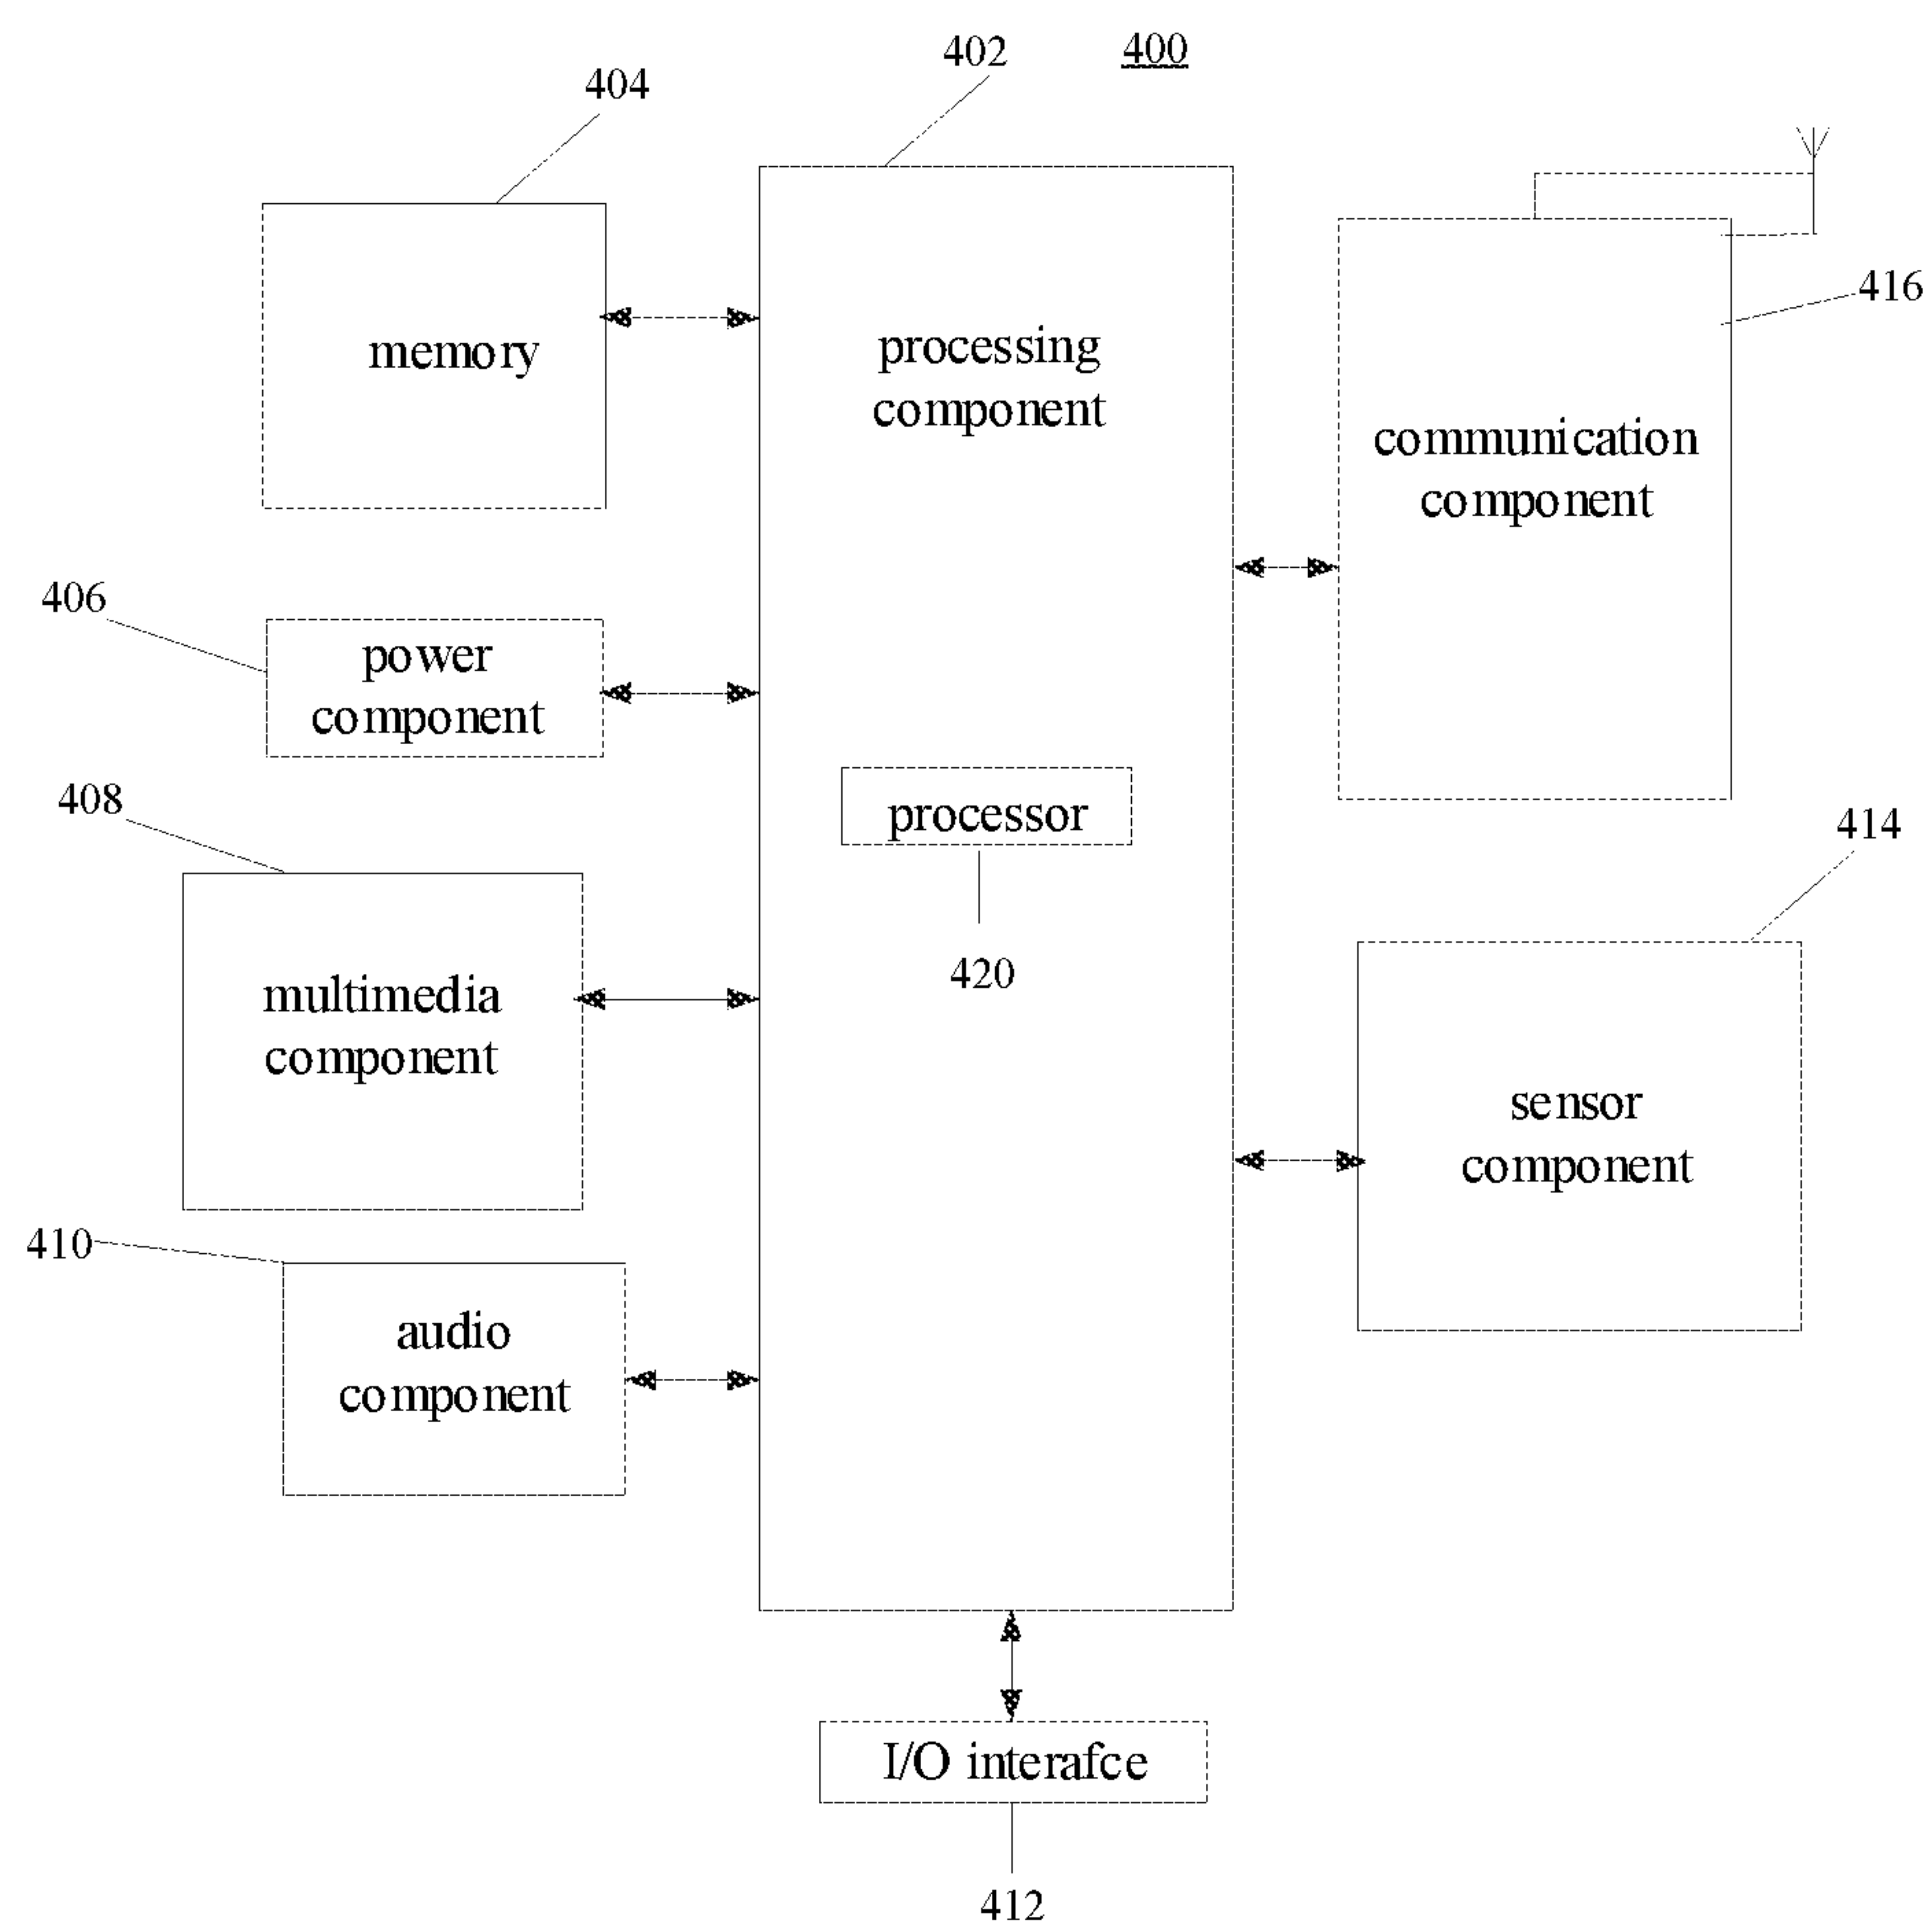 402
400
404
416
memory
processing
component
communication
component
406
power
component
408
processor
414
420
multimedia
component
sensor
component
410
audio
component
I/O interafce
412